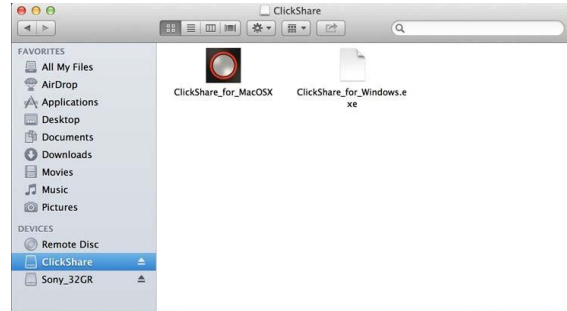 ClickShare
FAVORITES
All My Files
AirDrop
Applications
Desktop
Documents
Downloads
Movies
Music
Pictures
DEVICES
Remote Disc
ClickShare
Sony_32GR
ClickShare_for_MacOSX
ClickShare_for_Windows.e
xe